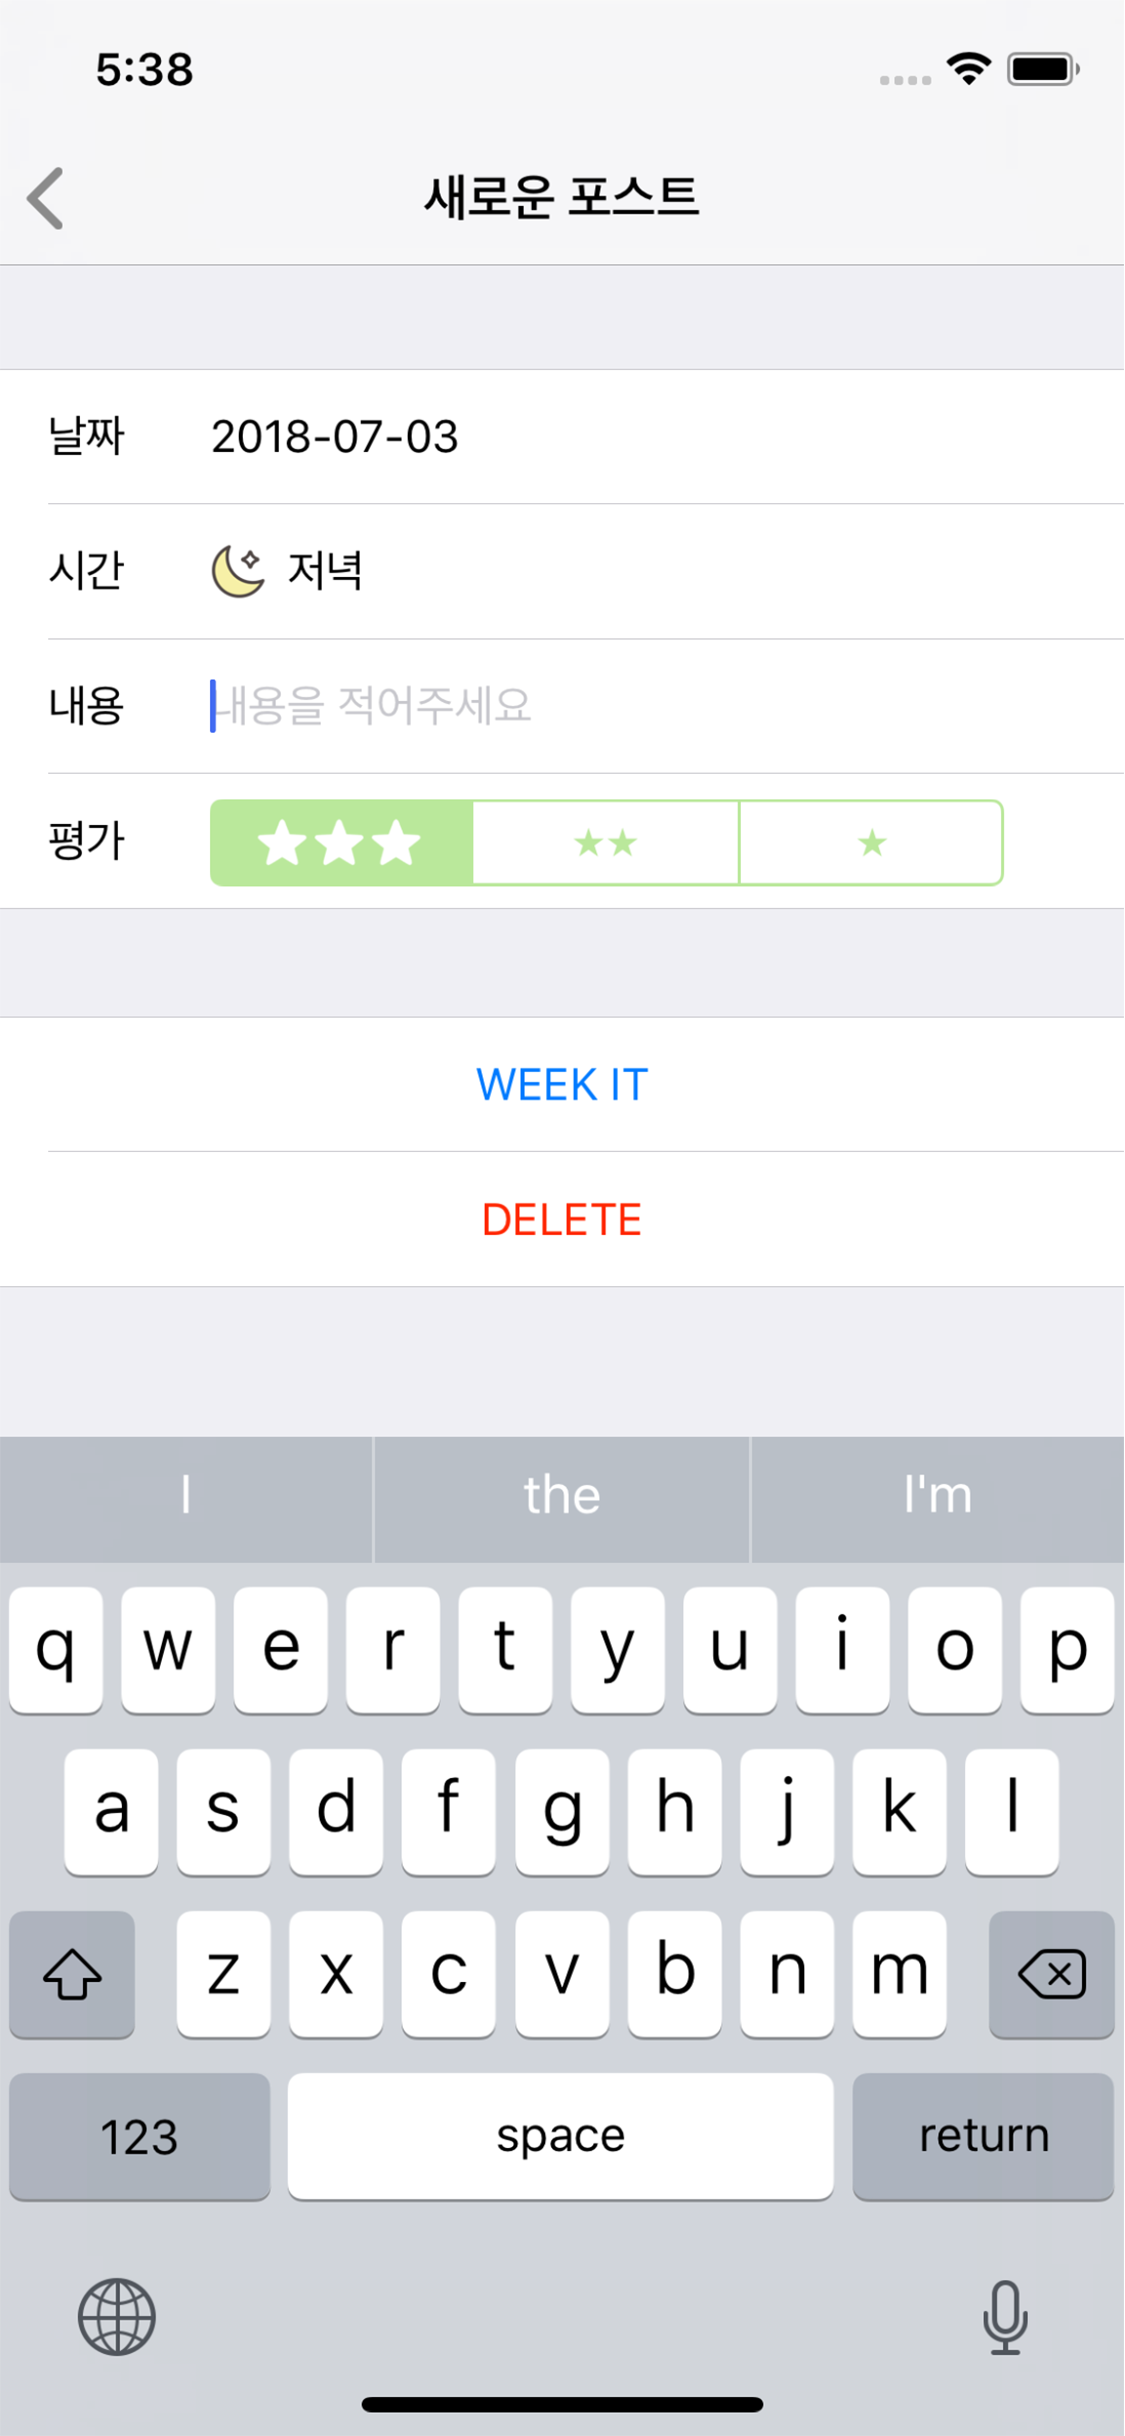 5:38
새로운 포스트
날짜 2018-07-03
시간 저녁
내용 내용을 적어주세요
평가 ★★★ ★★ ★
WEEK IT
DELETE
I the I'm
q w e r t y u i o p
a s d f g h j k l
z x c v b n m
123 space return